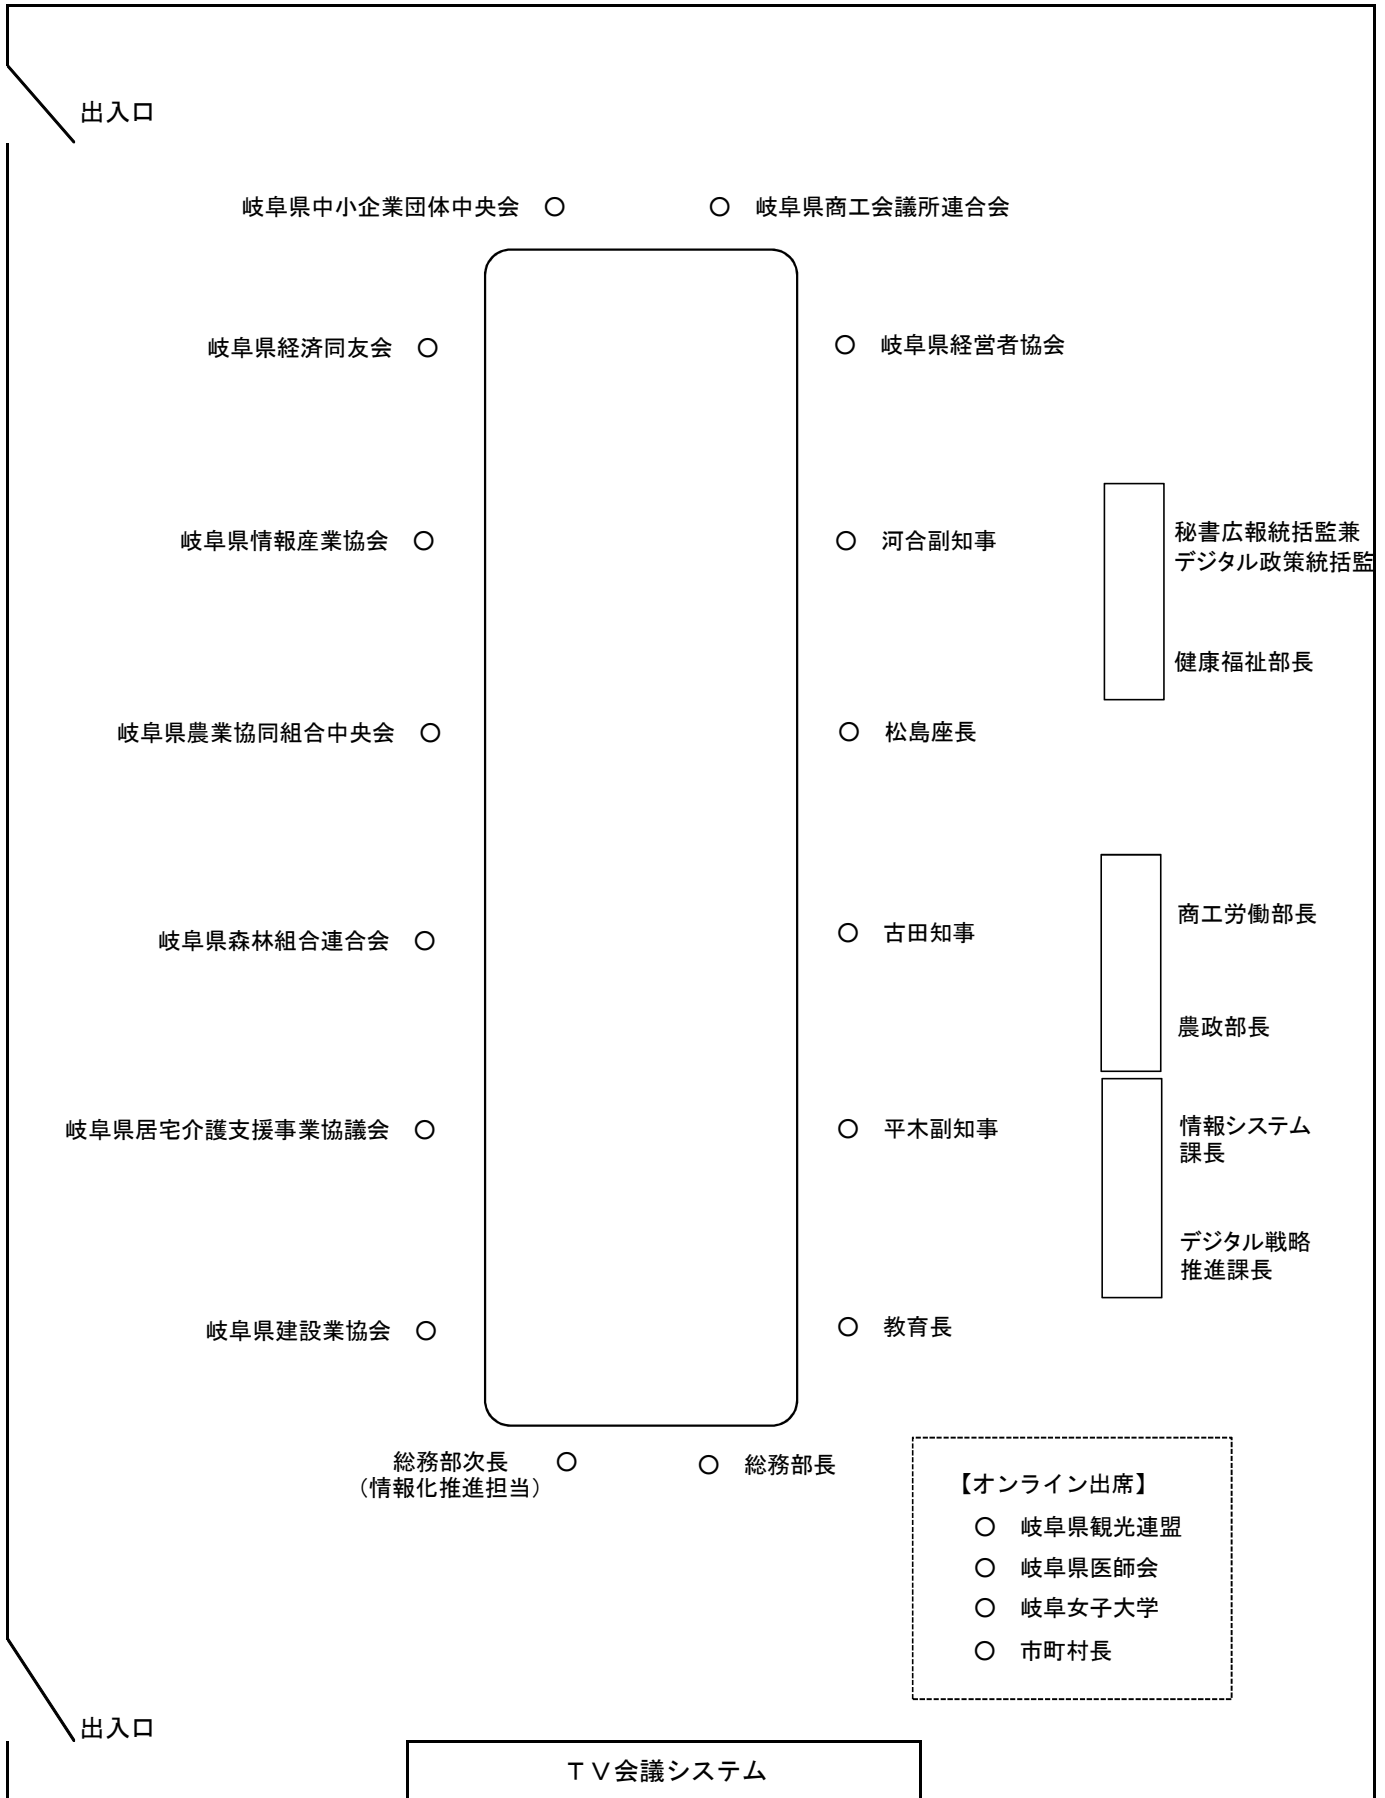 出入口
岐阜県中小企業団体中央会 ○
○ 岐阜県商工会議所連合会
岐阜県経済同友会 ○
○ 岐阜県経営者協会
岐阜県情報産業協会 ○
○ 河合副知事
秘書広報統括監兼
デジタル政策統括監
健康福祉部長
岐阜県農業協同組合中央会 ○
○ 松島座長
岐阜県森林組合連合会 ○
○ 古田知事
商工労働部長
農政部長
岐阜県居宅介護支援事業協議会 ○
○ 平木副知事
情報システム
課長
デジタル戦略
推進課長
岐阜県建設業協会 ○
○ 教育長
総務部次長 ○
（情報化推進担当）
○ 総務部長
【オンライン出席】
○ 岐阜県観光連盟
○ 岐阜県医師会
○ 岐阜女子大学
○ 市町村長
出入口
ＴＶ会議システム